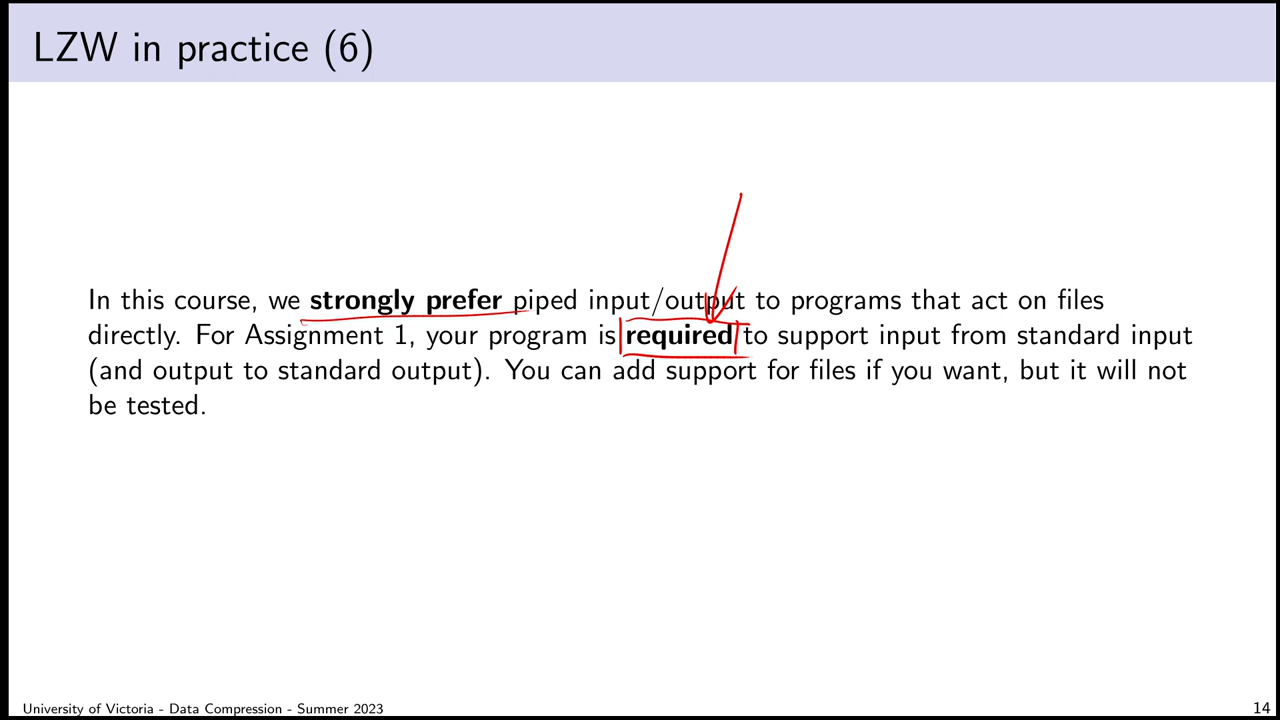 LZW in practice (6)
In this course, we strongly prefer piped input/output to programs that act on files
directly. For Assignment 1, your program is required to support input from standard input
(and output to standard output). You can add support for files if you want, but it will not
be tested.
University of Victoria - Data Compression - Summer 2023
14